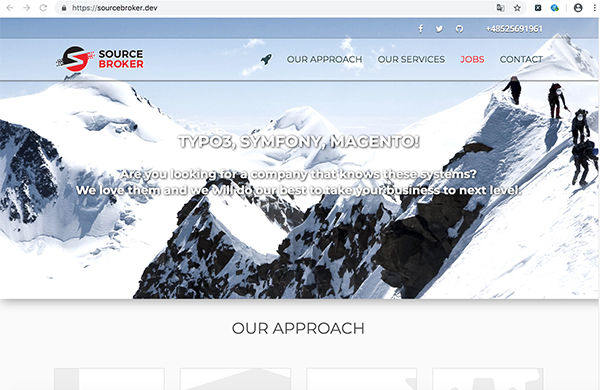 https://sourcebroker.dev
+48525691961
SOURCE
BROKER
OUR APPROACH OUR SERVICES JOBS CONTACT
TYPO3, SYMFONY, MAGENTO!
Are you looking for a company that knows these systems?
We love them and we will do our best to take your business to next level.
OUR APPROACH